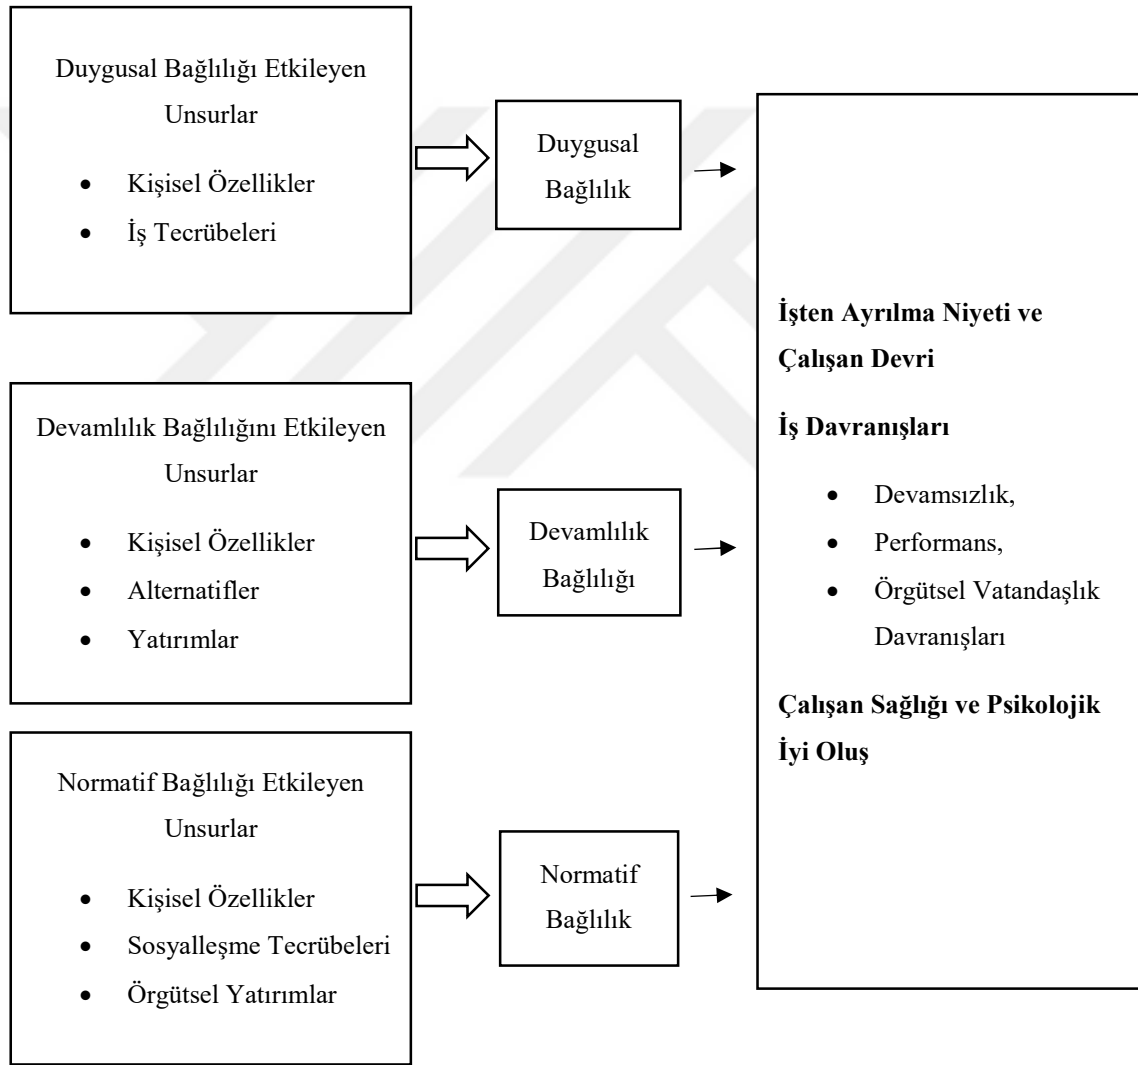 Duygusal Bağlılığı Etkileyen
Unsurlar
• Kişisel Özellikler
• İş Tecrübeleri
Duygusal
Bağlılık
Devamlılık Bağlılığını Etkileyen
Unsurlar
• Kişisel Özellikler
• Alternatifler
• Yatırımlar
Devamlılık
Bağlılığı
Normatif Bağlılığı Etkileyen
Unsurlar
• Kişisel Özellikler
• Sosyalleşme Tecrübeleri
• Örgütsel Yatırımlar
Normatif
Bağlılık
İşten Ayrılma Niyeti ve
Çalışan Devri
İş Davranışları
• Devamsızlık,
• Performans,
• Örgütsel Vatandaşlık
Davranışları
Çalışan Sağlığı ve Psikolojik
İyi Oluş